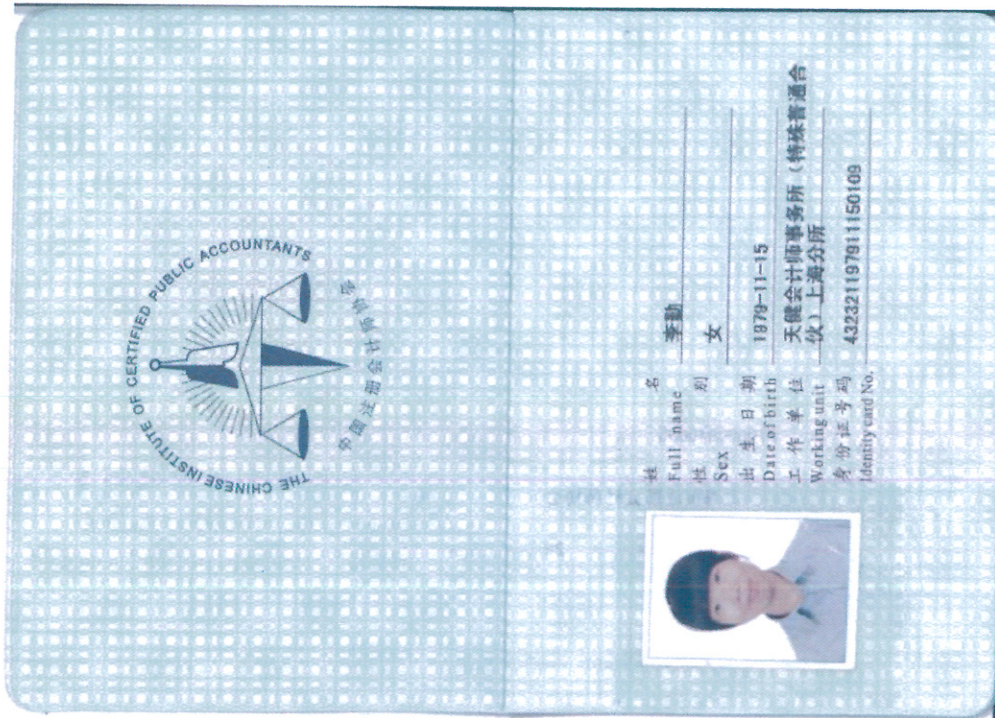 THE CHINESE INSTITUTE OF CERTIFIED PUBLIC ACCOUNTANTS
中国注册会计师协会
姓 名 李勤
Full name
性 别 女
Sex
出 生 日 期 1979-11-15
Date of birth
工 作 单 位 天健会计师事务所（特殊普通合
Working unit 伙）上海分所
身 份 证 号 码 432321197911150109
Identity card No.